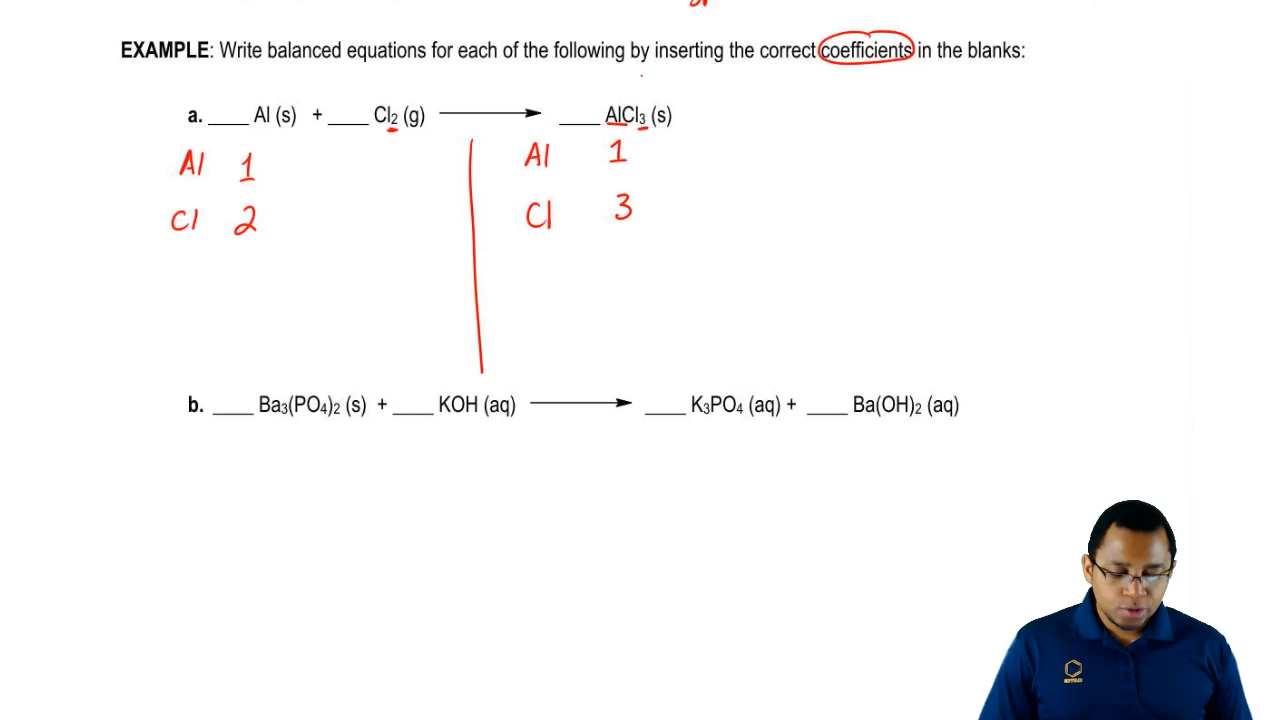 EXAMPLE: Write balanced equations for each of the following by inserting the correct coefficients in the blanks:
a. ____ Al (s) + ____ Cl₂ (g) ⟶ ____ AlCl₃ (s)
Al 1 Al 1
Cl 2 Cl 3
b. ____ Ba₃(PO₄)₂ (s) + ____ KOH (aq) ⟶ ____ K₃PO₄ (aq) + ____ Ba(OH)₂ (aq)